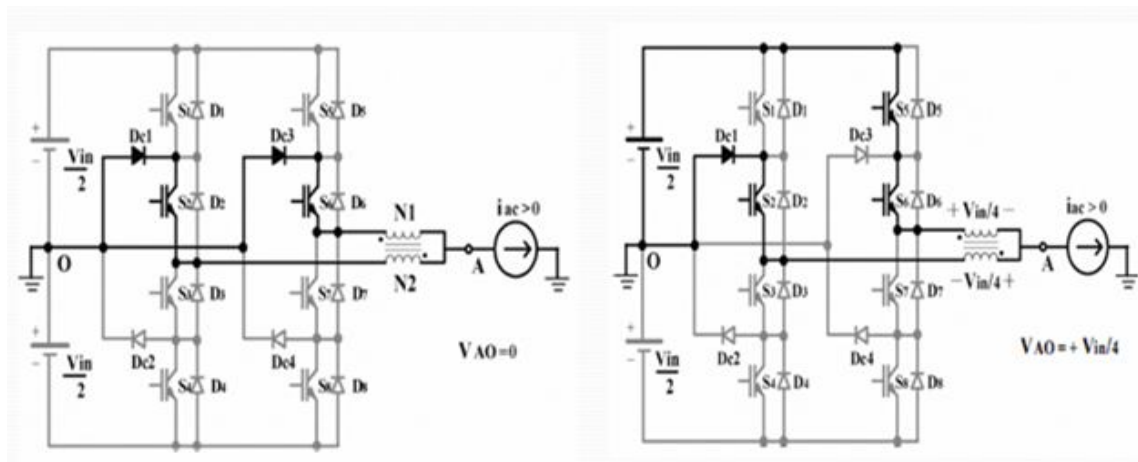 S1 D1 S5 D5
+
Dc1 Dc3
−
Vin
2
S2 D2 S6 D6
N1
iac>0
O
A
N2
S3 D3 S7 D7
+
−
Dc2 Dc4
VAO=0
Vin
2
S4 D4 S8 D8
S1 D1 S5 D5
+
Dc1 Dc3
−
Vin
2
S2 D2 S6 D6
+Vin/4−
iac>0
O
A
−Vin/4+
S3 D3 S7 D7
+
−
Dc2 Dc4
VAO=+ Vin/4
Vin
2
S4 D4 S8 D8